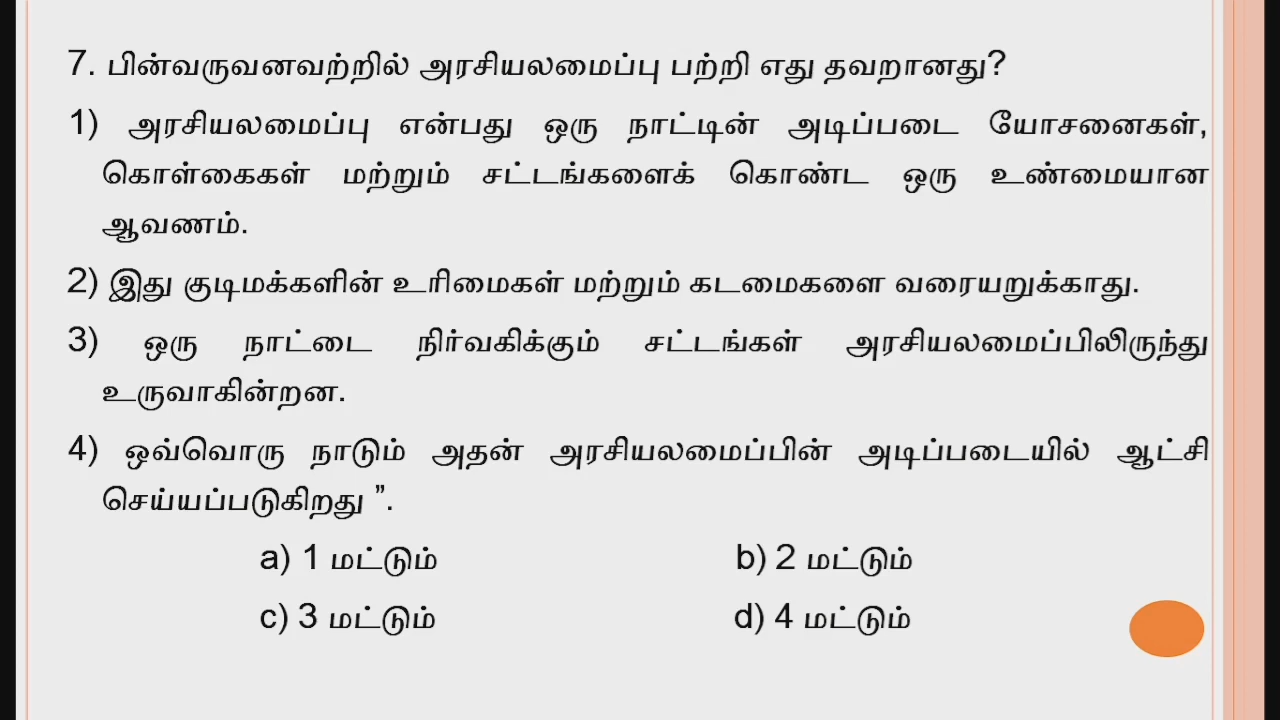 7. பின்வருவனவற்றில் அரசியலமைப்பு பற்றி எது தவறானது?
1) அரசியலமைப்பு என்பது ஒரு நாட்டின் அடிப்படை யோசனைகள்,
கொள்கைகள் மற்றும் சட்டங்களைக் கொண்ட ஒரு உண்மையான
ஆவணம்.
2) இது குடிமக்களின் உரிமைகள் மற்றும் கடமைகளை வரையறுக்காது.
3) ஒரு நாட்டை நிர்வகிக்கும் சட்டங்கள் அரசியலமைப்பிலிருந்து
உருவாகின்றன.
4) ஒவ்வொரு நாடும் அதன் அரசியலமைப்பின் அடிப்படையில் ஆட்சி
செய்யப்படுகிறது ”.
a) 1 மட்டும் b) 2 மட்டும்
c) 3 மட்டும் d) 4 மட்டும்